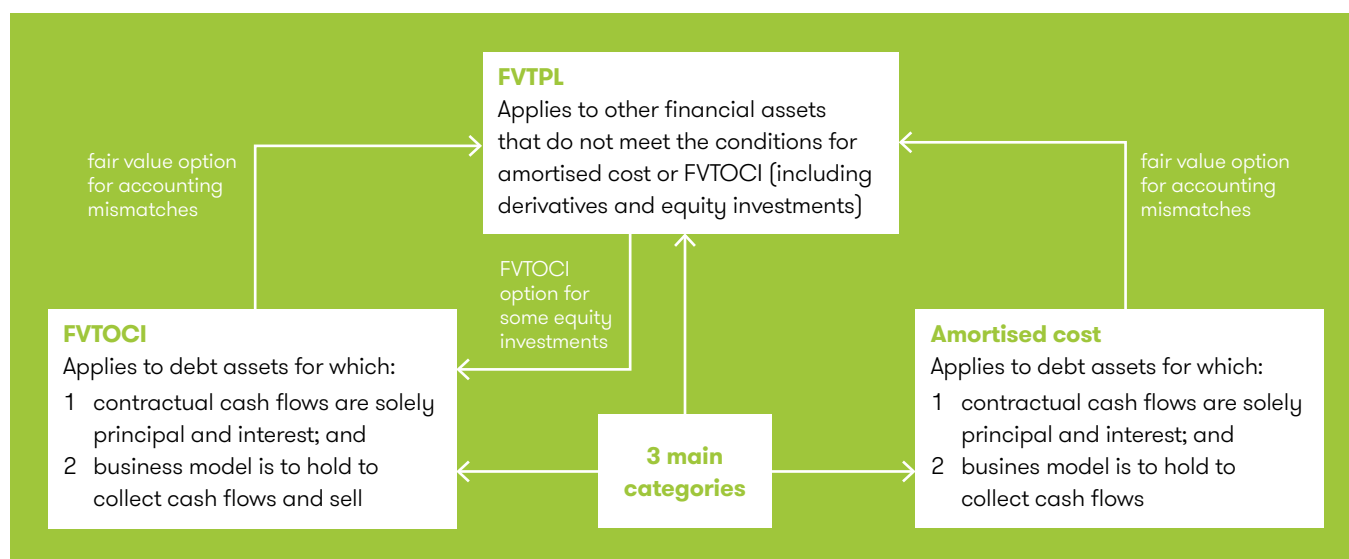 FVTPL
Applies to other financial assets
that do not meet the conditions for
amortised cost or FVTOCI (including
derivatives and equity investments)
fair value option
for accounting
mismatches
fair value option
for accounting
mismatches
FVTOCI
option for
some equity
investments
FVTOCI
Applies to debt assets for which:
1 contractual cash flows are solely
principal and interest; and
2 business model is to hold to
collect cash flows and sell
3 main
categories
Amortised cost
Applies to debt assets for which:
1 contractual cash flows are solely
principal and interest; and
2 busines model is to hold to
collect cash flows